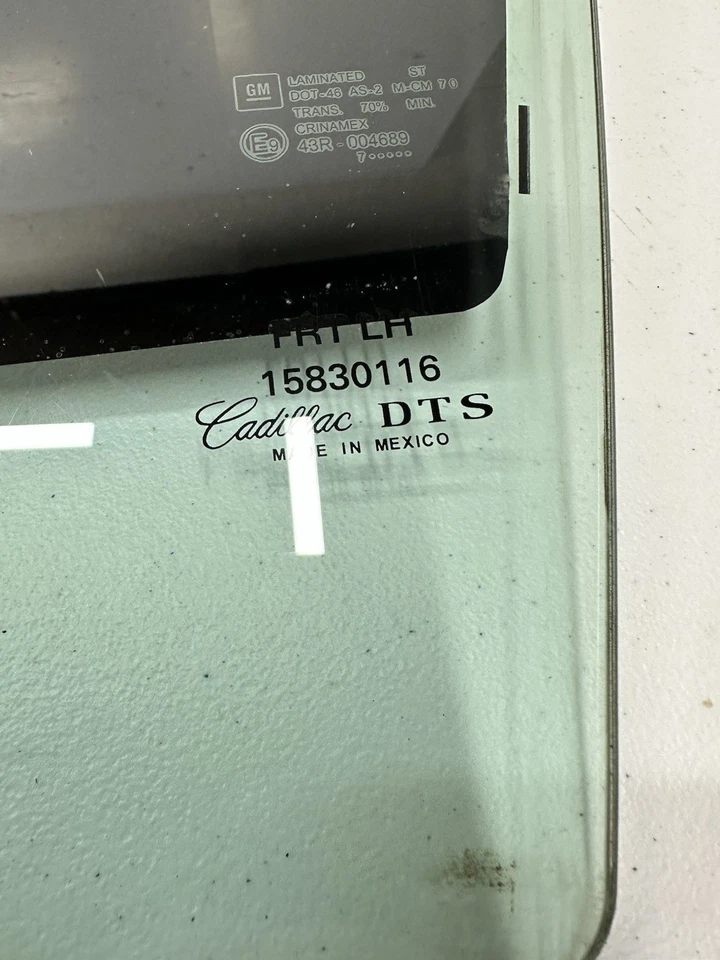 GM
LAMINATED ST
DOT-46 AS-2 M-CM 70
TRANS. 70% MIN.
CRINAMEX
E9 43R - 004689
7•••••
FRT LH
15830116
Cadillac DTS
MADE IN MEXICO